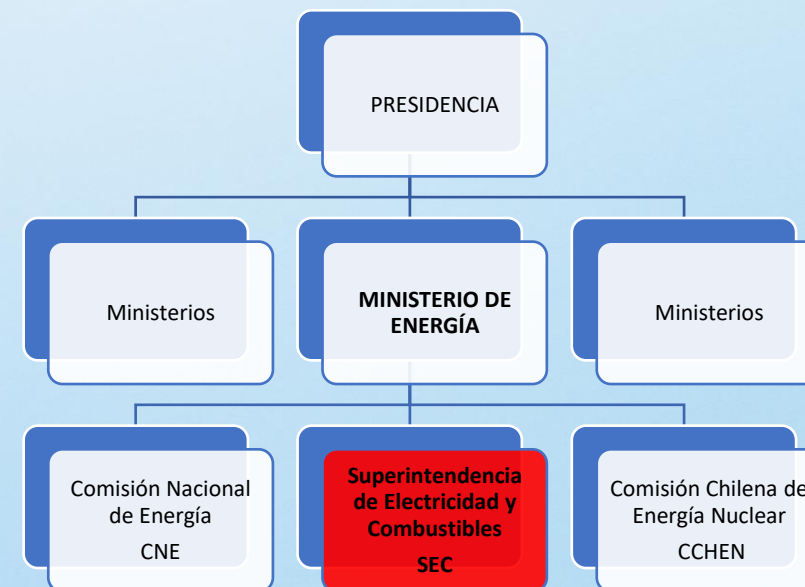 PRESIDENCIA
Ministerios
MINISTERIO DE
ENERGÍA
Ministerios
Comisión Nacional
de Energía
CNE
Superintendencia
de Electricidad y
Combustibles
SEC
Comisión Chilena de
Energía Nuclear
CCHEN